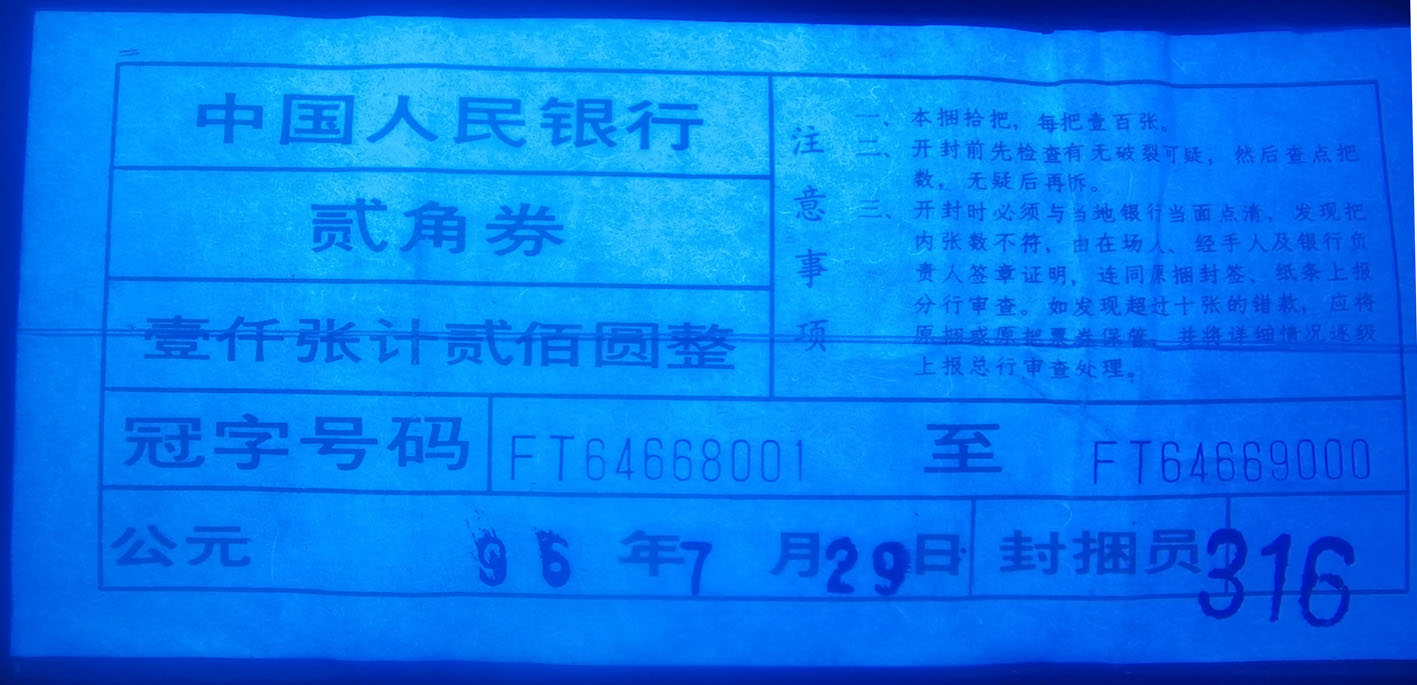 中国人民银行
贰角券
壹仟张计贰佰圆整
注意事项
一、本捆拾把，每把壹百张。
二、开封前先检查有无破裂可疑，然后查点把
数，无疑后再拆。
三、开封时必须与当地银行当面点清、发现把
内张数不符，由在场人、经手人及银行负
责人签章证明，连同原捆封签、纸条上报
分行审查。如发现超过十张的错款，应将
原捆或原把票券保管，并将详细情况逐级
上报总行审查处理。
冠字号码 FT64668001 至 FT64669000
公元 96 年 7 月 29 日 封捆员 316